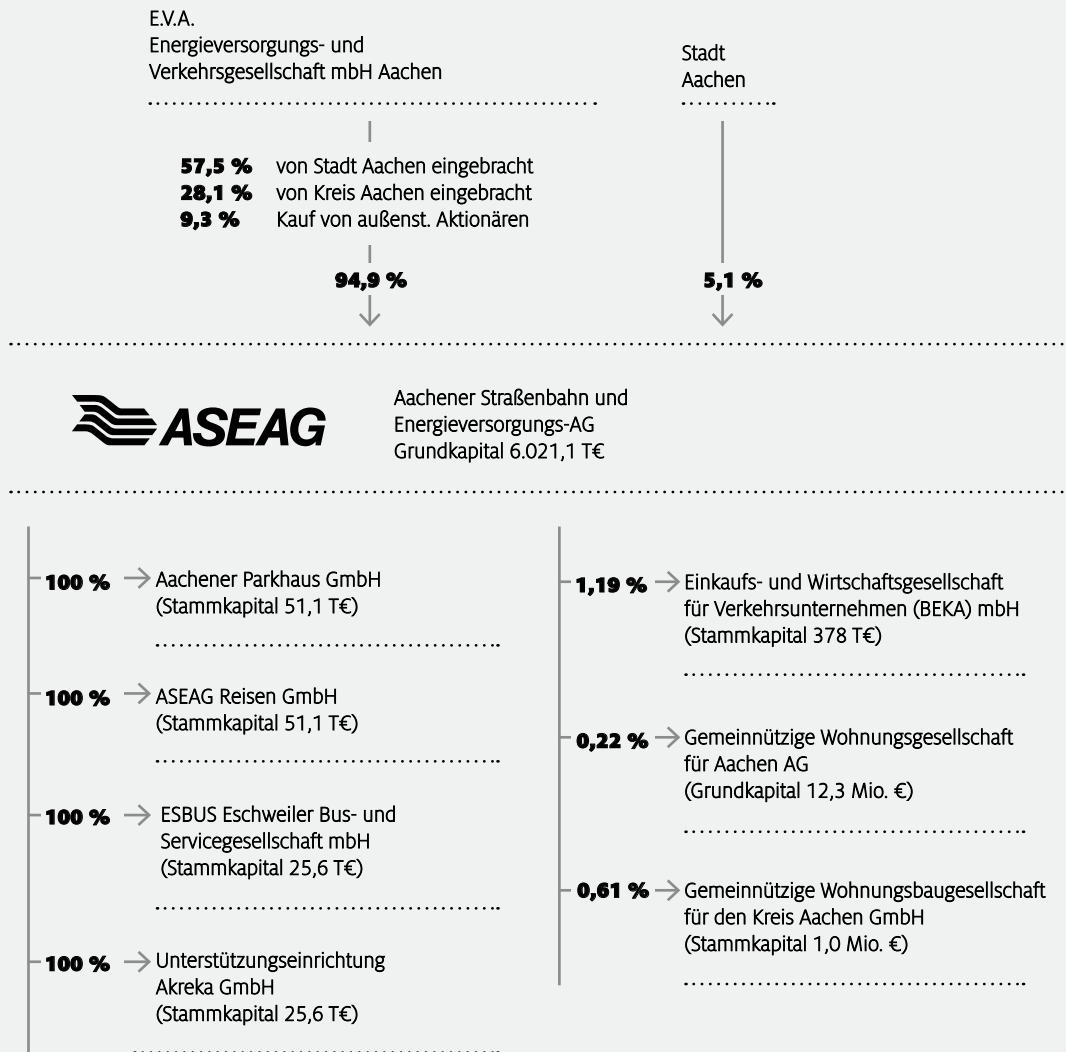 E.V.A.
Energieversorgungs- und
Verkehrsgesellschaft mbH Aachen
Stadt
Aachen
57,5 % von Stadt Aachen eingebracht
28,1 % von Kreis Aachen eingebracht
9,3 % Kauf von außenst. Aktionären
94,9 %
5,1 %
ASEAG
Aachener Straßenbahn und
Energieversorgungs-AG
Grundkapital 6.021,1 T€
100 % Aachener Parkhaus GmbH
(Stammkapital 51,1 T€)
100 % ASEAG Reisen GmbH
(Stammkapital 51,1 T€)
100 % ESBUS Eschweiler Bus- und
Servicegesellschaft mbH
(Stammkapital 25,6 T€)
100 % Unterstützungseinrichtung
Akreka GmbH
(Stammkapital 25,6 T€)
1,19 % Einkaufs- und Wirtschaftsgesellschaft
für Verkehrsunternehmen (BEKA) mbH
(Stammkapital 378 T€)
0,22 % Gemeinnützige Wohnungsgesellschaft
für Aachen AG
(Grundkapital 12,3 Mio. €)
0,61 % Gemeinnützige Wohnungsbaugesellschaft
für den Kreis Aachen GmbH
(Stammkapital 1,0 Mio. €)